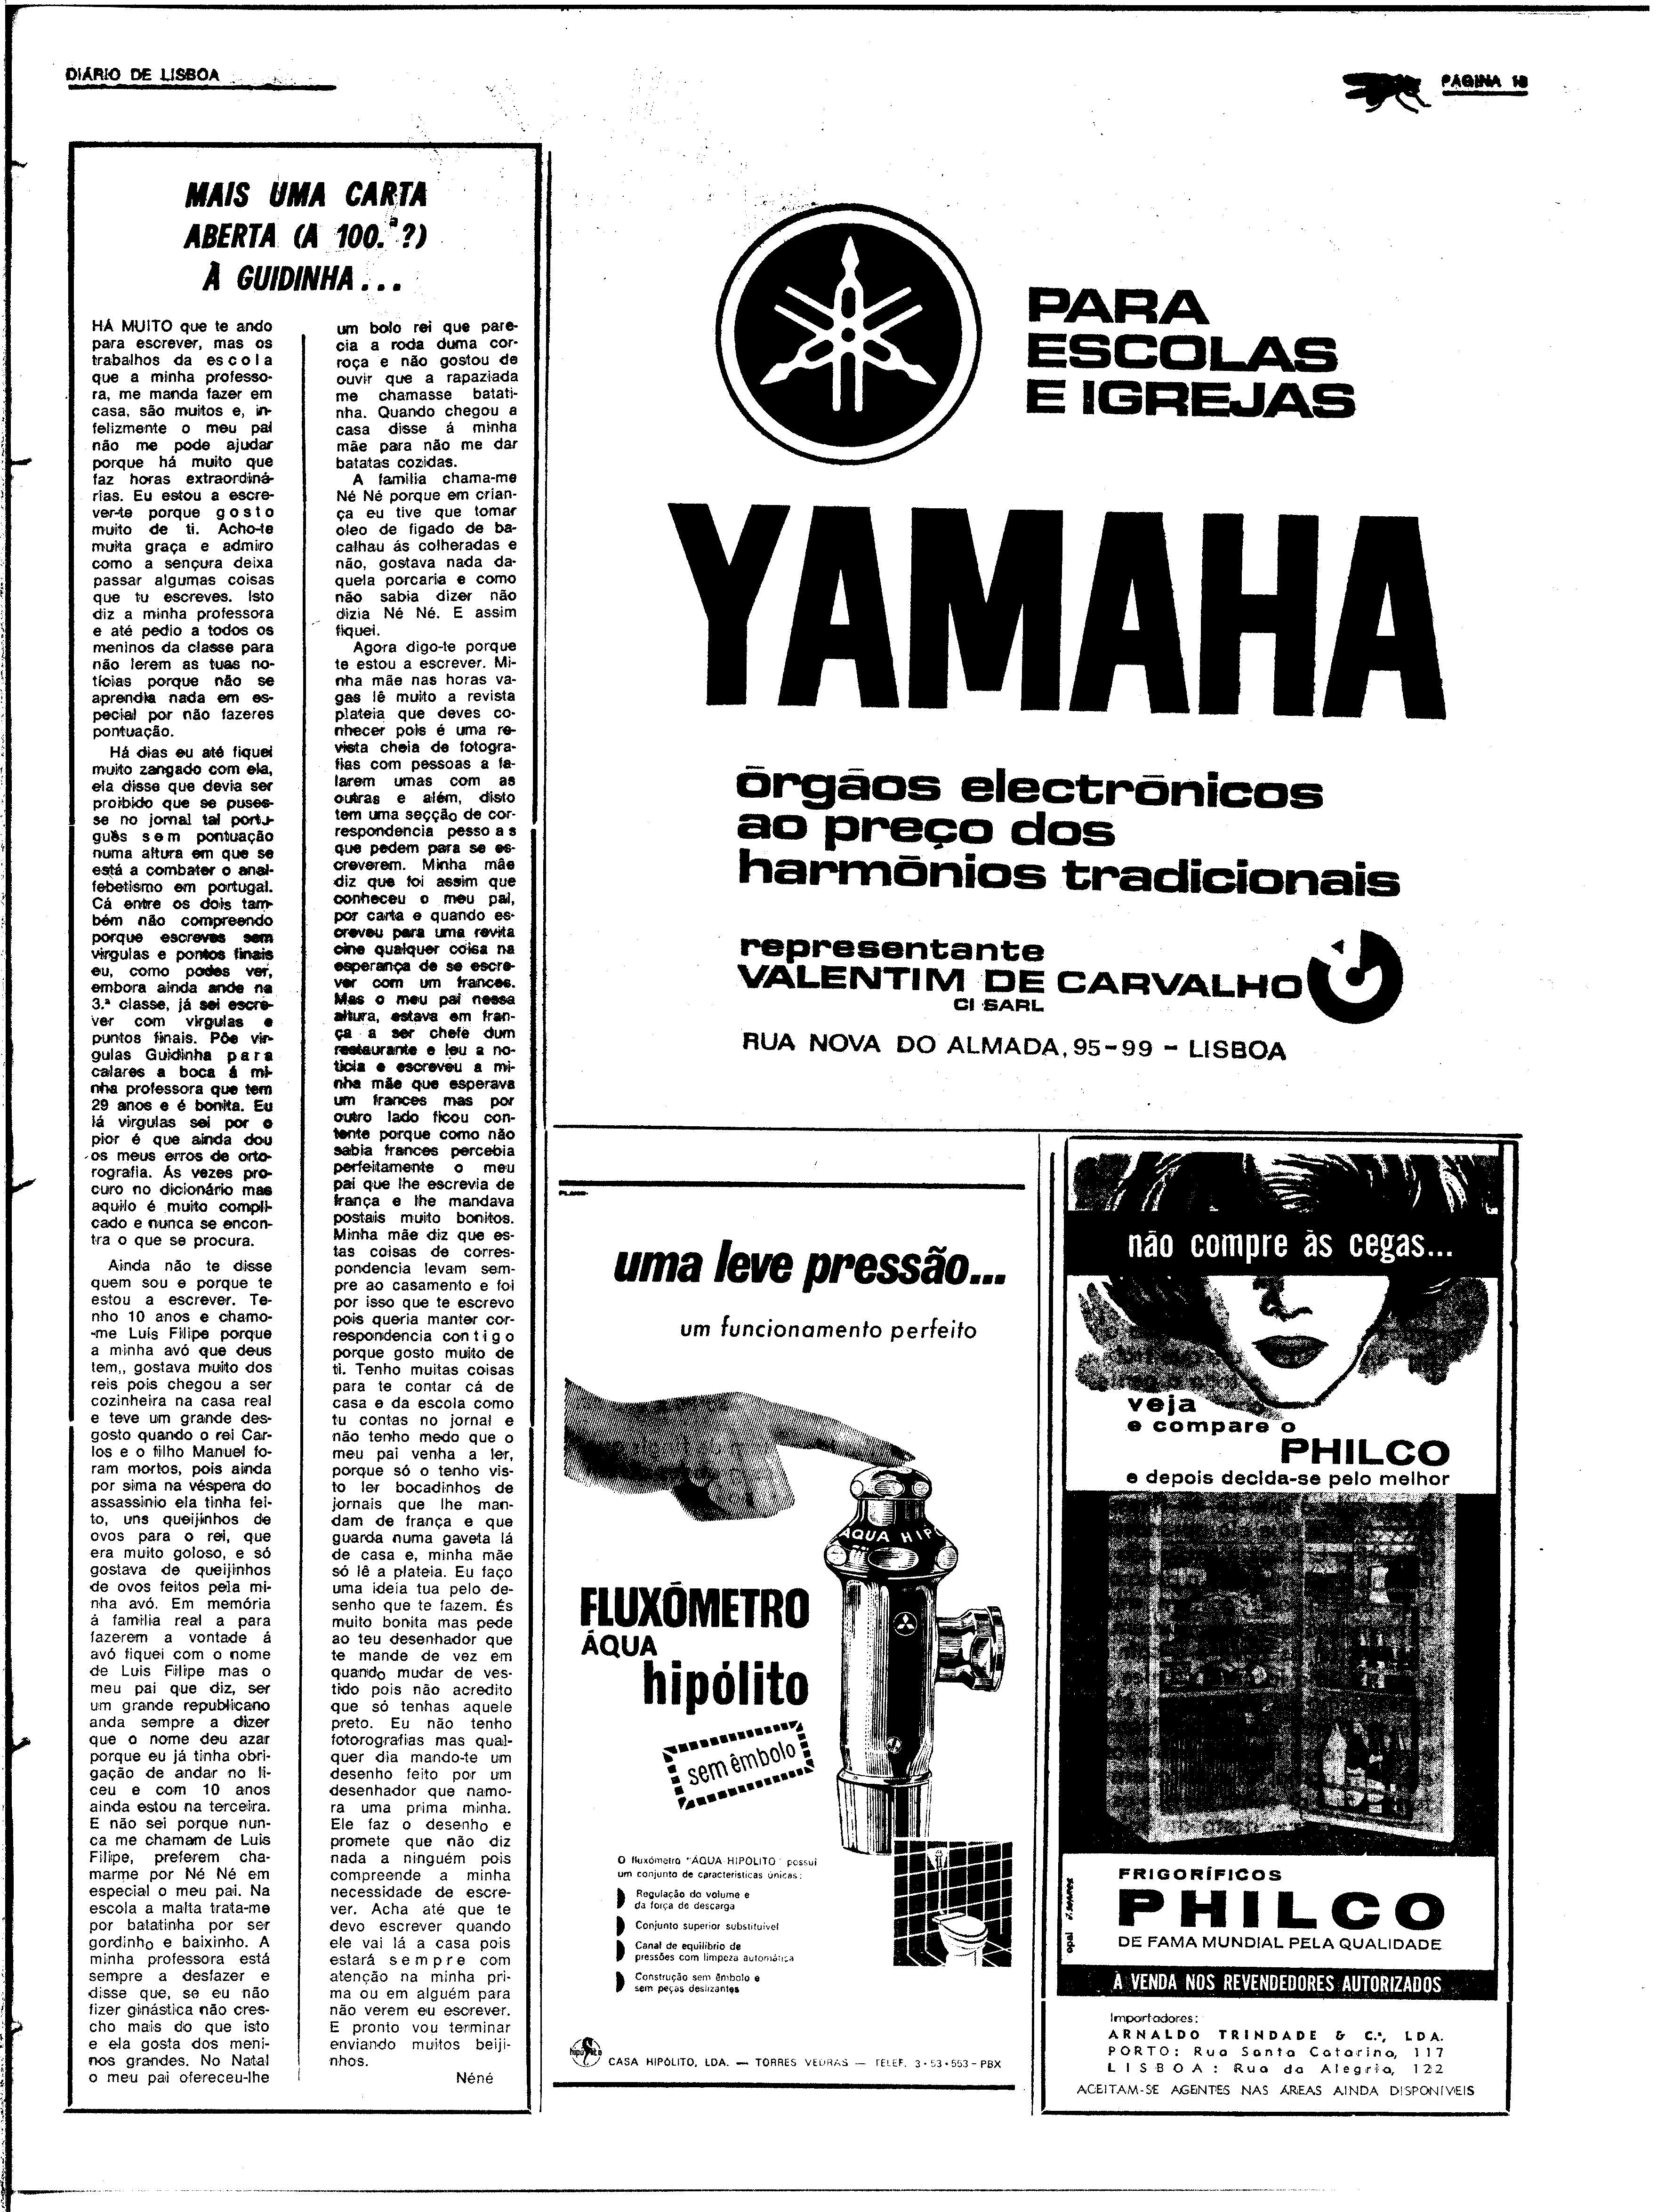 DIÁRIO DE LISBOA
PÁGINA 18
MAIS UMA CARTA
ABERTA (A 100.ª?)
À GUIDINHA...
HÁ MUITO que te ando
para escrever, mas os
trabalhos da escola
que a minha professo-
ra, me manda fazer em
casa, são muitos e, in-
felizmente o meu pai
não me pode ajudar
porque há muito que
faz horas extraordiná-
rias. Eu estou a escre-
ver-te porque gosto
muito de ti. Acho-te
muita graça e admiro
como a sençura deixa
passar algumas coisas
que tu escreves. Isto
diz a minha professora
e até pedio a todos os
meninos da classe para
não lerem as tuas no-
tícias porque não se
aprendia nada em es-
pecial por não fazeres
pontuação.
Há dias eu até fiquei
muito zangado com ela,
ela disse que devia ser
proibido que se puses-
se no jornal tal portu-
guês sem pontuação
numa altura em que se
está a combater o anal-
febetismo em portugal.
Cá entre os dois tam-
bém não compreendo
porque escreves sem
virgulas e pontos finais
eu, como podes ver,
embora ainda ande na
3.ª classe, já sei escre-
ver com virgulas e
puntos finais. Põe vir-
gulas Guidinha para
calares a boca á mi-
nha professora que tem
29 anos e é bonita. Eu
lá virgulas sei por o
pior é que ainda dou
os meus erros de orto-
rografia. Ás vezes pro-
curo no dicionário mas
aquilo é muito compli-
cado e nunca se encon-
tra o que se procura.
Ainda não te disse
quem sou e porque te
estou a escrever. Te-
nho 10 anos e chamo-
-me Luís Filipe porque
a minha avó que deus
tem,, gostava muito dos
reis pois chegou a ser
cozinheira na casa real
e teve um grande des-
gosto quando o rei Car-
los e o filho Manuel fo-
ram mortos, pois ainda
por sima na véspera do
assassinio ela tinha fei-
to, uns queijinhos de
ovos para o rei, que
era muito goloso, e só
gostava de queijinhos
de ovos feitos pela mi-
nha avó. Em memória
á familia real a para
fazerem a vontade á
avó fiquei com o nome
de Luis Filipe mas o
meu pai que diz, ser
um grande republicano
anda sempre a dizer
que o nome deu azar
porque eu já tinha obri-
gação de andar no li-
ceu e com 10 anos
ainda estou na terceira.
E não sei porque nun-
ca me chamam de Luis
Filipe, preferem cha-
marme por Né Né em
especial o meu pai. Na
escola a malta trata-me
por batatinha por ser
gordinho e baixinho. A
minha professora está
sempre a desfazer e
disse que, se eu não
fizer ginástica não cres-
cho mais do que isto
e ela gosta dos meni-
nos grandes. No Natal
o meu pai ofereceu-lhe
um bolo rei que pare-
cia a roda duma cor-
roça e não gostou de
ouvir que a rapaziada
me chamasse batati-
nha. Quando chegou a
casa disse á minha
mãe para não me dar
batatas cozidas.
A familia chama-me
Né Né porque em crian-
ça eu tive que tomar
oleo de figado de ba-
calhau ás colheradas e
não, gostava nada da-
quela porcaria e como
não sabia dizer não
dizia Né Né. E assim
fiquei.
Agora digo-te porque
te estou a escrever. Mi-
nha mãe nas horas va-
gas lê muito a revista
plateia que deves co-
nhecer pois é uma re-
vista cheia de fotogra-
fias com pessoas a fa-
larem umas com as
outras e além, disto
tem uma secção de cor-
respondencia pessoas
que pedem para se es-
creverem. Minha mãe
diz que foi assim que
conheceu o meu pai,
por carta e quando es-
creveu para uma revita
cine qualquer coisa na
esperança de se escre-
ver com um frances.
Mas o meu pai nessa
altura, estava em fran-
ça a ser chefe dum
restaurante e leu a no-
tícia e escreveu a mi-
nha mãe que esperava
um frances mas por
outro lado ficou con-
tente porque como não
sabia frances percebia
perfeitamente o meu
pai que lhe escrevia de
frança e lhe mandava
postais muito bonitos.
Minha mãe diz que es-
tas coisas de corres-
pondencia levam sem-
pre ao casamento e foi
por isso que te escrevo
pois queria manter cor-
respondencia contigo
porque gosto muito de
ti. Tenho muitas coisas
para te contar cá de
casa e da escola como
tu contas no jornal e
não tenho medo que o
meu pai venha a ler,
porque só o tenho vis-
to ler bocadinhos de
jornais que lhe man-
dam de frança e que
guarda numa gaveta lá
de casa e, minha mãe
só lê a plateia. Eu faço
uma ideia tua pelo de-
senho que te fazem. És
muito bonita mas pede
ao teu desenhador que
te mande de vez em
quando mudar de ves-
tido pois não acredito
que só tenhas aquele
preto. Eu não tenho
fotorografias mas qual-
quer dia mando-te um
desenho feito por um
desenhador que namo-
ra uma prima minha.
Ele faz o desenho e
promete que não diz
nada a ninguém pois
compreende a minha
necessidade de escre-
ver. Acha até que te
devo escrever quando
ele vai lá a casa pois
estará sempre com
atenção na minha pri-
ma ou em alguém para
não verem eu escrever.
E pronto vou terminar
enviando muitos beiji-
nhos.
Néné
PARA
ESCOLAS
E IGREJAS
YAMAHA
órgãos electrónicos
ao preço dos
harmónios tradicionais
representante
VALENTIM DE CARVALHO
CI SARL
RUA NOVA DO ALMADA, 95-99 - LISBOA
uma leve pressão...
um funcionamento perfeito
AQUA HIPÓ
FLUXÓMETRO
ÁQUA
hipólito
sem êmbolo
O fluxómetro "ÁQUA-HIPÓLITO" possui
um conjunto de características únicas:
Regulação do volume e
da força de descarga
Conjunto superior substituível
Canal de equilíbrio de
pressões com limpeza automática
Construção sem êmbolo e
sem peças deslizantes
hipólito
CASA HIPÓLITO, LDA. — TORRES VEDRAS — TELEF. 3-53-553-PBX
não compre às cegas...
veja
e compare o
PHILCO
e depois decida-se pelo melhor
FRIGORÍFICOS
PHILCO
DE FAMA MUNDIAL PELA QUALIDADE
À VENDA NOS REVENDEDORES AUTORIZADOS
Importadores:
ARNALDO TRINDADE & C.ª, LDA.
PORTO: Rua Santa Catarina, 117
LISBOA: Rua da Alegria, 122
ACEITAM-SE AGENTES NAS ÁREAS AINDA DISPONÍVEIS